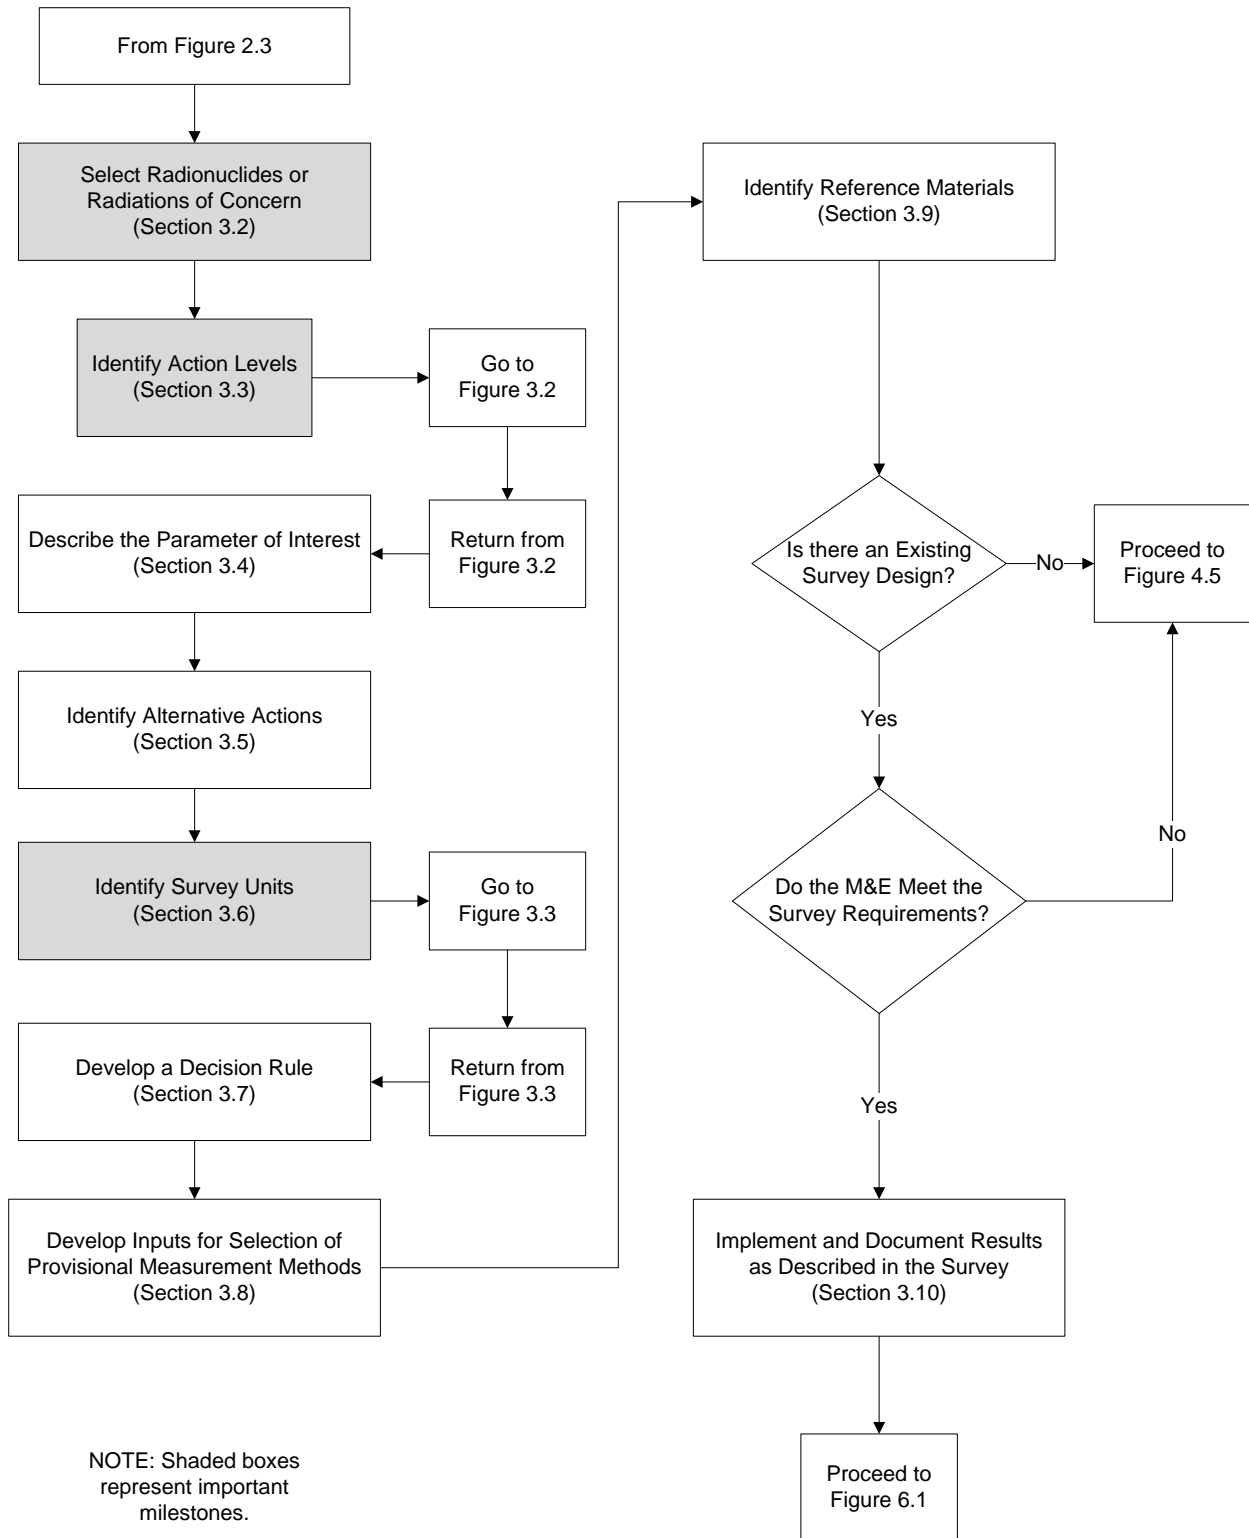 From Figure 2.3
Select Radionuclides or
Radiations of Concern
(Section 3.2)
Identify Action Levels
(Section 3.3)
Go to
Figure 3.2
Describe the Parameter of Interest
(Section 3.4)
Return from
Figure 3.2
Identify Alternative Actions
(Section 3.5)
Identify Survey Units
(Section 3.6)
Go to
Figure 3.3
Develop a Decision Rule
(Section 3.7)
Return from
Figure 3.3
Develop Inputs for Selection of
Provisional Measurement Methods
(Section 3.8)
NOTE: Shaded boxes
represent important
milestones.
Identify Reference Materials
(Section 3.9)
Is there an Existing
Survey Design?
No
Proceed to
Figure 4.5
Yes
Do the M&E Meet the
Survey Requirements?
No
Yes
Implement and Document Results
as Described in the Survey
(Section 3.10)
Proceed to
Figure 6.1